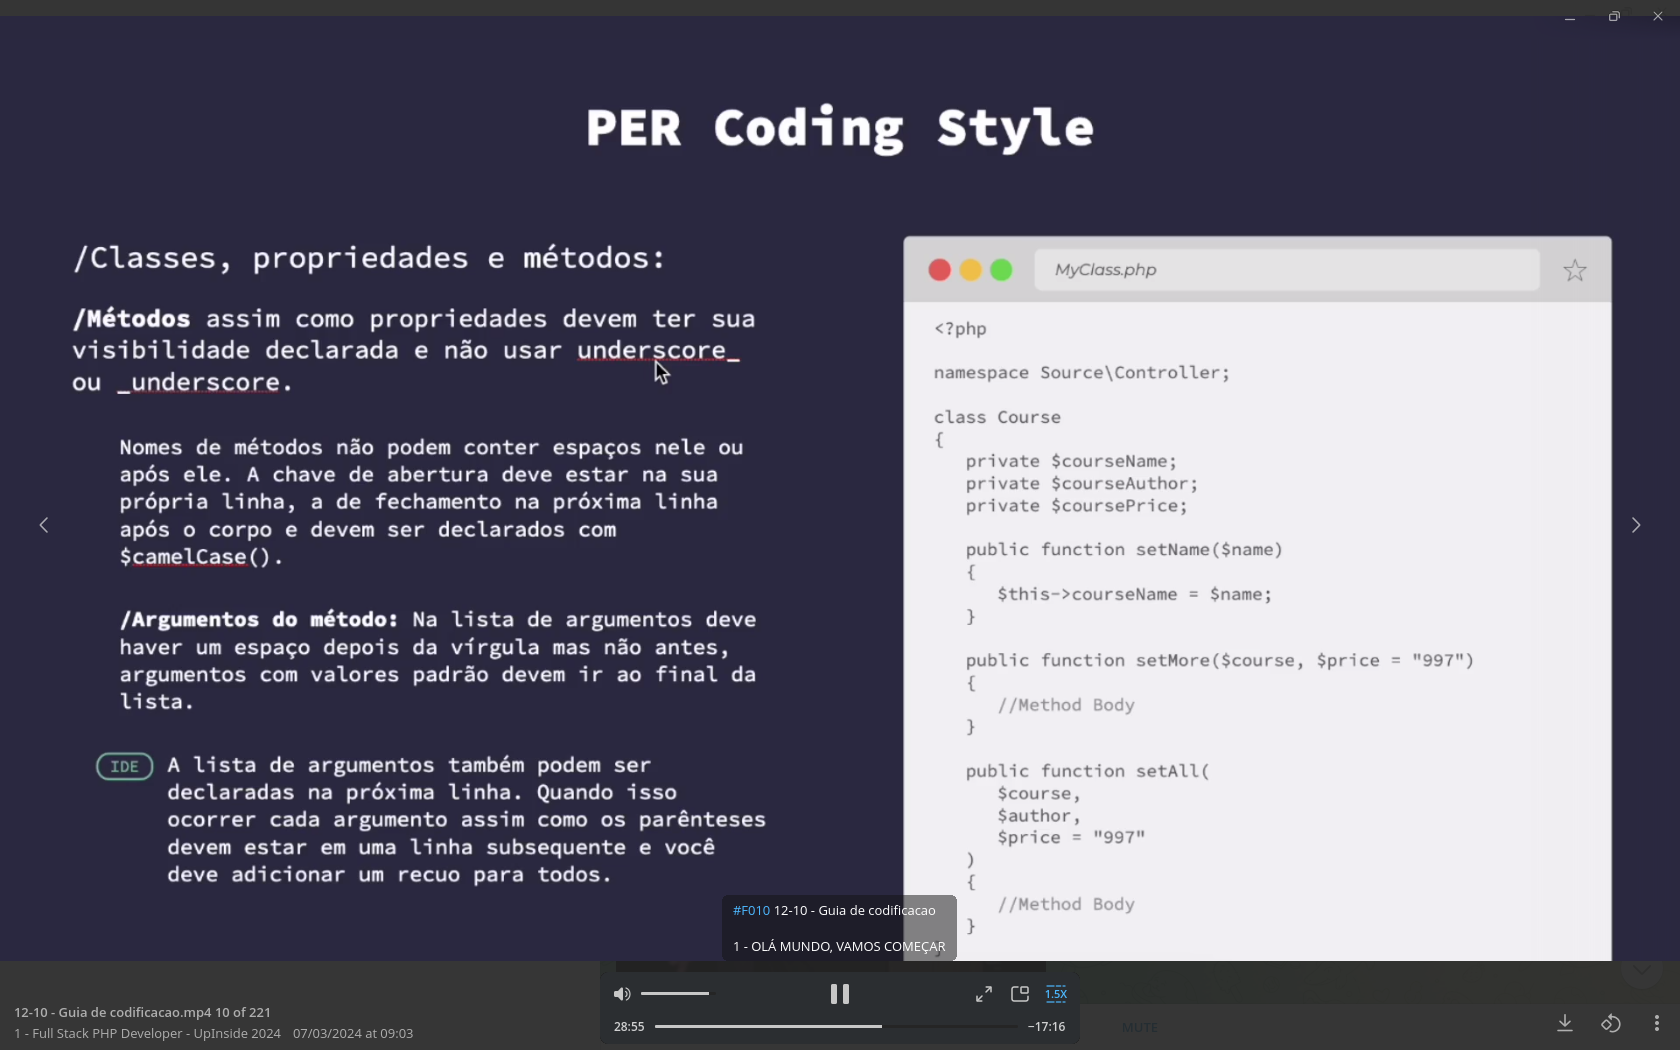 PER Coding Style
/Classes, propriedades e métodos:
/Métodos assim como propriedades devem ter sua
visibilidade declarada e não usar underscore_
ou _underscore.
Nomes de métodos não podem conter espaços nele ou
após ele. A chave de abertura deve estar na sua
própria linha, a de fechamento na próxima linha
após o corpo e devem ser declarados com
$camelCase().
/Argumentos do método: Na lista de argumentos deve
haver um espaço depois da vírgula mas não antes,
argumentos com valores padrão devem ir ao final da
lista.
IDE
A lista de argumentos também podem ser
declaradas na próxima linha. Quando isso
ocorrer cada argumento assim como os parênteses
devem estar em uma linha subsequente e você
deve adicionar um recuo para todos.
MyClass.php
<?php
namespace Source\Controller;
class Course
{
private $courseName;
private $courseAuthor;
private $coursePrice;
public function setName($name)
{
$this->courseName = $name;
}
public function setMore($course, $price = "997")
{
//Method Body
}
public function setAll(
$course,
$author,
$price = "997"
)
{
//Method Body
}
}
#F010 12-10 - Guia de codificacao
1 - OLÁ MUNDO, VAMOS COMEÇAR
1.5X
28:55
−17:16
MUTE
12-10 - Guia de codificacao.mp4 10 of 221
1 - Full Stack PHP Developer - UpInside 2024 07/03/2024 at 09:03